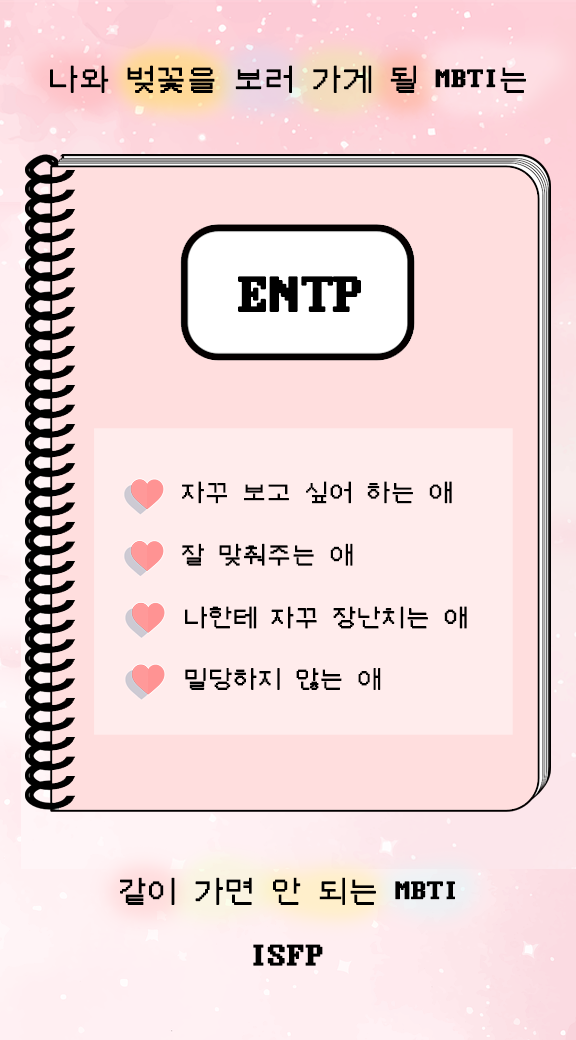 나와 벚꽃을 보러 가게 될 MBTI는
ENTP
자꾸 보고 싶어 하는 애
잘 맞춰주는 애
나한테 자꾸 장난치는 애
밀당하지 않는 애
같이 가면 안 되는 MBTI
ISFP